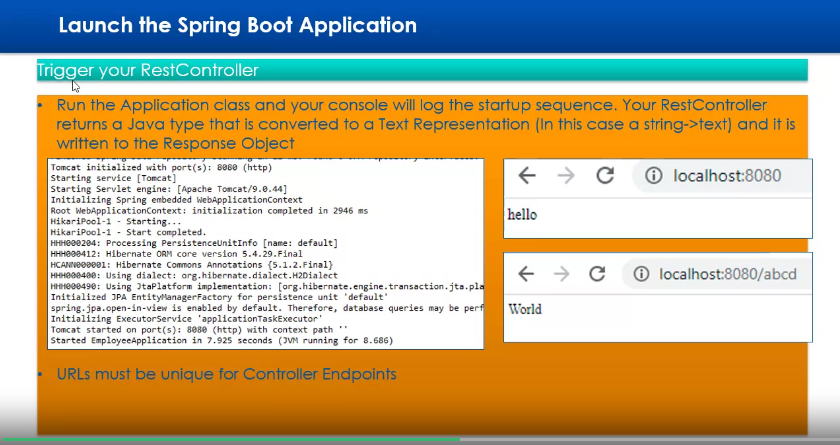 Launch the Spring Boot Application
Trigger your RestController
• Run the Application class and your console will log the startup sequence. Your RestController
returns a Java type that is converted to a Text Representation (In this case a string->text) and it is
written to the Response Object
Tomcat initialized with port(s): 8080 (http)
Starting service [Tomcat]
Starting Servlet engine: [Apache Tomcat/9.0.44]
Initializing Spring embedded WebApplicationContext
Root WebApplicationContext: initialization completed in 2946 ms
HikariPool-1 - Starting...
HikariPool-1 - Start completed.
HHH000204: Processing PersistenceUnitInfo [name: default]
HHH000412: Hibernate ORM core version 5.4.29.Final
HCANN000001: Hibernate Commons Annotations {5.1.2.Final}
HHH000400: Using dialect: org.hibernate.dialect.H2Dialect
HHH000490: Using JtaPlatform implementation: [org.hibernate.engine.transaction.jta.pla
Initialized JPA EntityManagerFactory for persistence unit 'default'
spring.jpa.open-in-view is enabled by default. Therefore, database queries may be perf
Initializing ExecutorService 'applicationTaskExecutor'
Tomcat started on port(s): 8080 (http) with context path ''
Started EmployeeApplication in 7.925 seconds (JVM running for 8.686)
localhost:8080
hello
localhost:8080/abcd
World
• URLs must be unique for Controller Endpoints